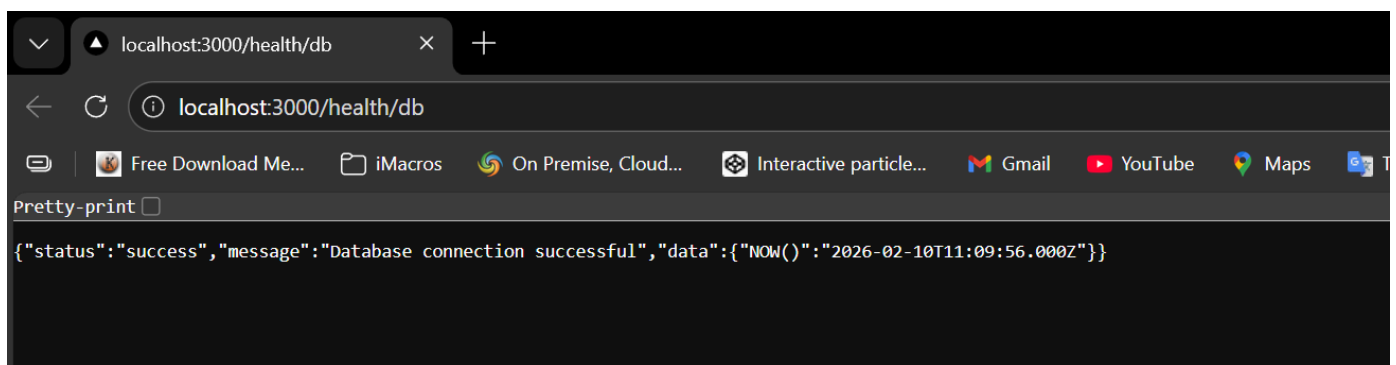 localhost:3000/health/db
localhost:3000/health/db
Free Download Me... iMacros On Premise, Cloud... Interactive particle... Gmail YouTube Maps T
Pretty-print
{"status":"success","message":"Database connection successful","data":{"NOW()":"2026-02-10T11:09:56.000Z"}}